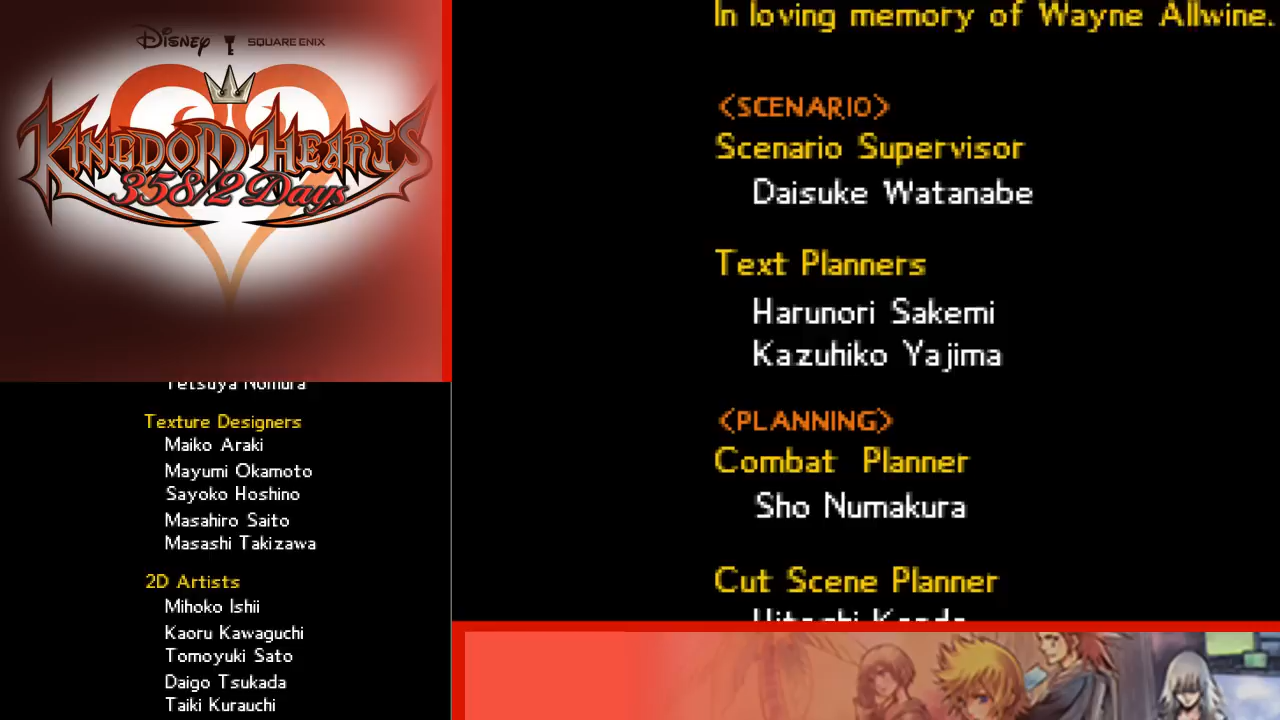 Disney SQUARE ENIX
KINGDOM HEARTS
358/2 Days
Tetsuya Nomura
Texture Designers
Maiko Araki
Mayumi Okamoto
Sayoko Hoshino
Masahiro Saito
Masashi Takizawa
2D Artists
Mihoko Ishii
Kaoru Kawaguchi
Tomoyuki Sato
Daigo Tsukada
Taiki Kurauchi
In loving memory of Wayne Allwine.
<SCENARIO>
Scenario Supervisor
Daisuke Watanabe
Text Planners
Harunori Sakemi
Kazuhiko Yajima
<PLANNING>
Combat Planner
Sho Numakura
Cut Scene Planner